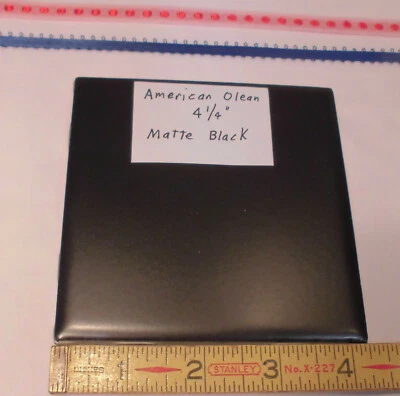 American Olean
4 1/4"
Matte Black
1 2 STANLEY 3 No. X-227 4